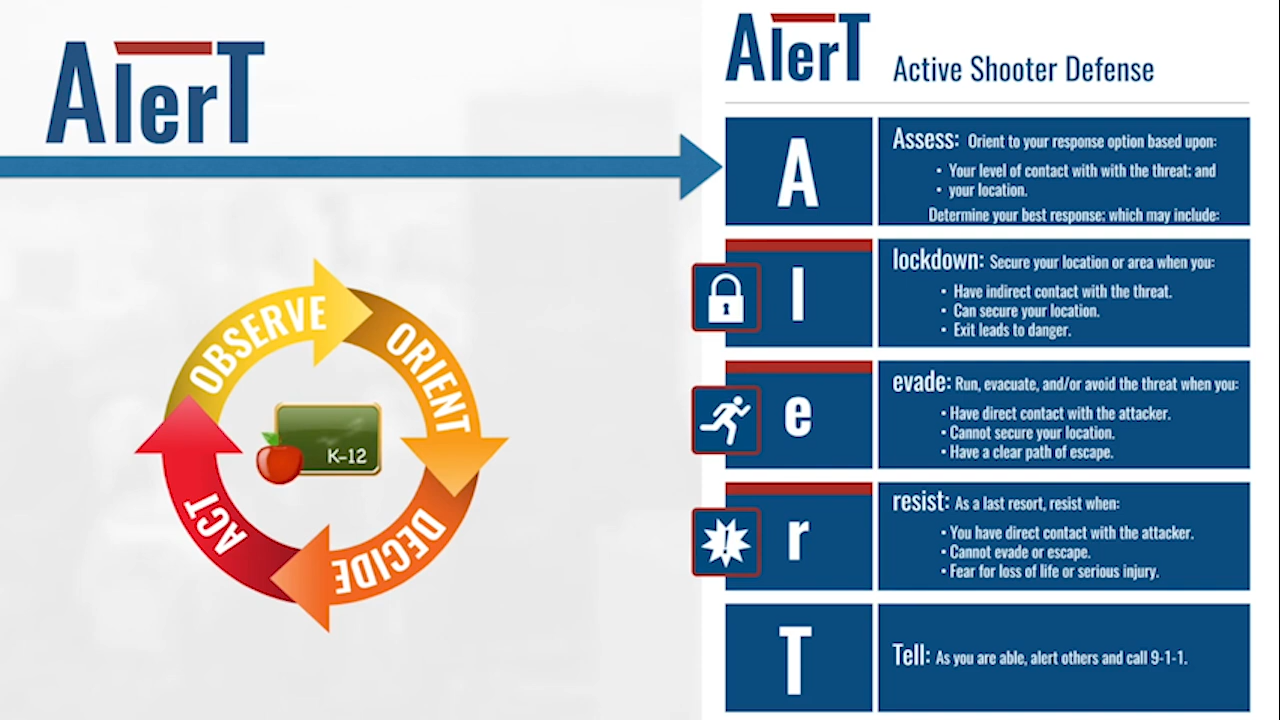 AlerT
OBSERVE
ORIENT
DECIDE
ACT
K-12
AlerT
Active Shooter Defense
A
Assess: Orient to your response option based upon:
• Your level of contact with with the threat; and
• your location.
Determine your best response; which may include:
l
lockdown: Secure your location or area when you:
• Have indirect contact with the threat.
• Can secure your location.
• Exit leads to danger.
e
evade: Run, evacuate, and/or avoid the threat when you:
• Have direct contact with the attacker.
• Cannot secure your location.
• Have a clear path of escape.
r
resist: As a last resort, resist when:
• You have direct contact with the attacker.
• Cannot evade or escape.
• Fear for loss of life or serious injury.
T
Tell: As you are able, alert others and call 9-1-1.